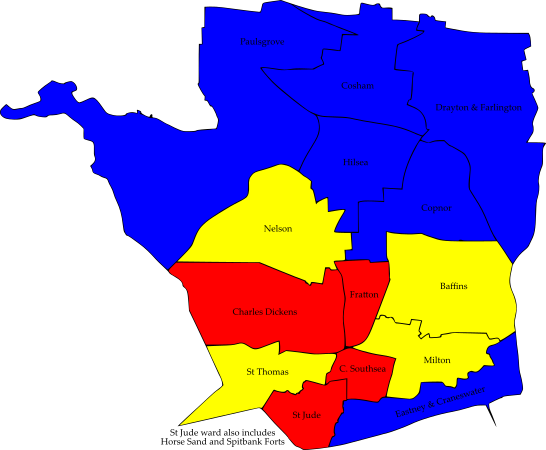 Paulsgrove
Cosham
Drayton & Farlington
Hilsea
Copnor
Nelson
Baffins
Fratton
Charles Dickens
Milton
C. Southsea
St Thomas
Eastney & Craneswater
St Jude
St Jude ward also includes
Horse Sand and Spitbank Forts